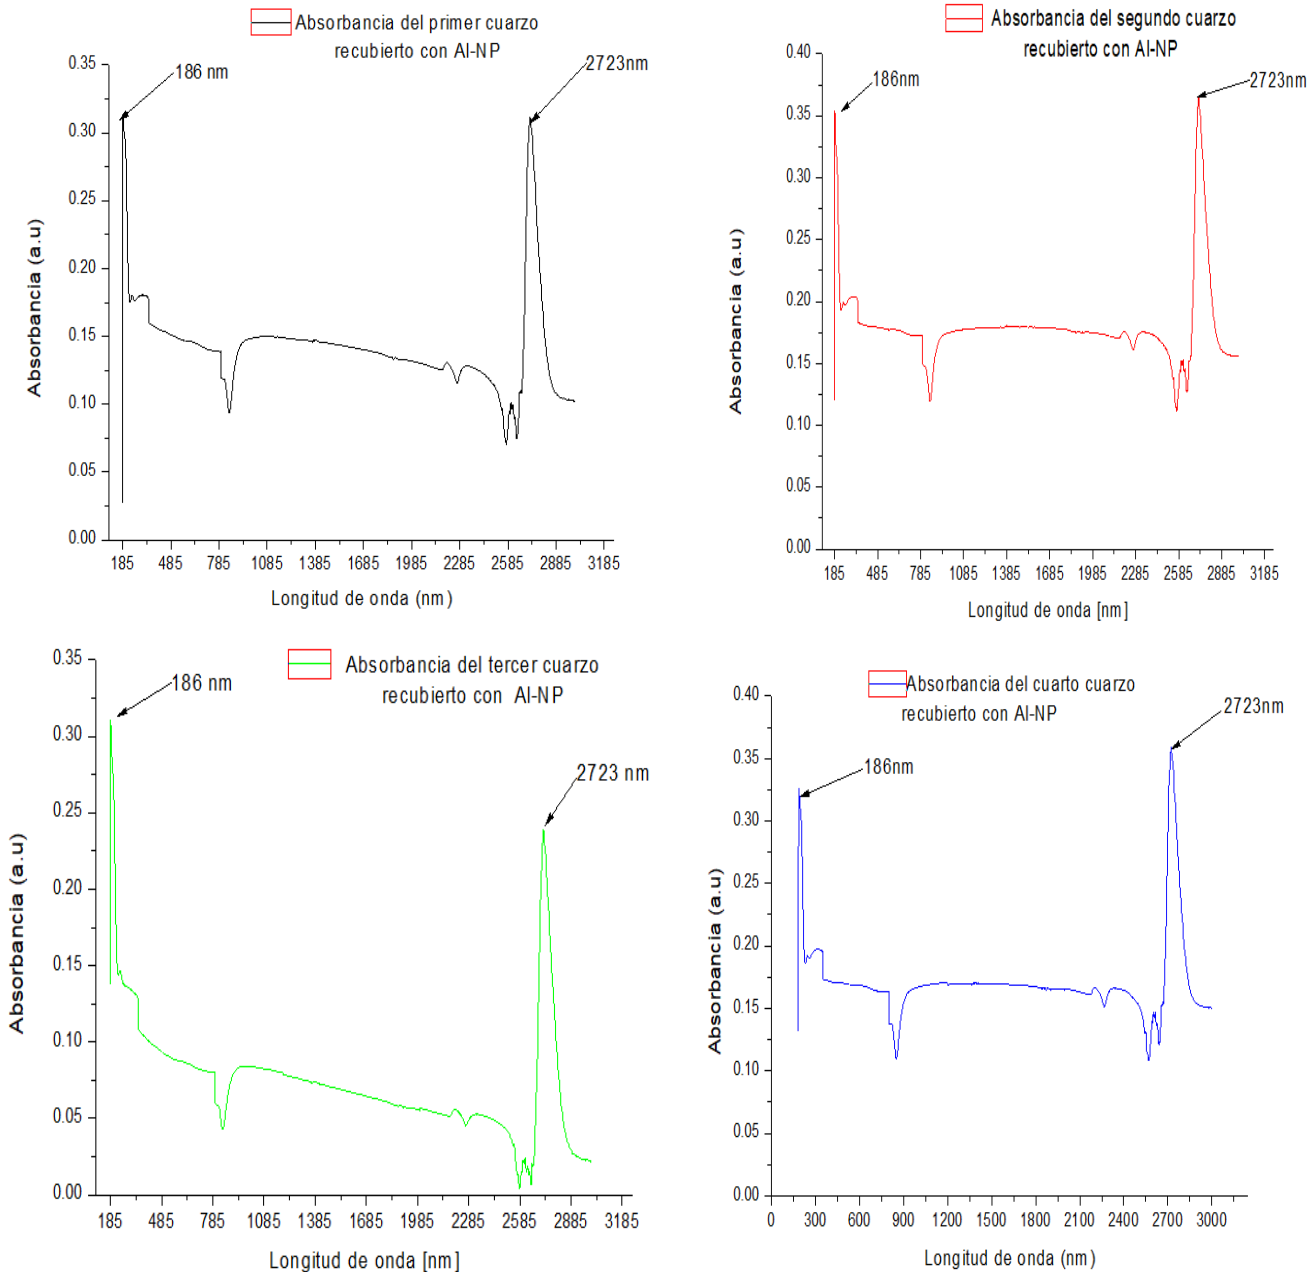 Absorbancia del primer cuarzo
recubierto con Al-NP
186 nm
2723nm
0.35
0.30
0.25
0.20
0.15
0.10
0.05
0.00
Absorbancia (a.u)
185 485 785 1085 1385 1685 1985 2285 2585 2885 3185
Longitud de onda (nm)
Absorbancia del segundo cuarzo
recubierto con Al-NP
186nm
2723nm
0.40
0.35
0.30
0.25
0.20
0.15
0.10
0.05
0.00
Absorbancia (a.u)
185 485 785 1085 1385 1685 1985 2285 2585 2885 3185
Longitud de onda [nm]
Absorbancia del tercer cuarzo
recubierto con Al-NP
186 nm
2723 nm
0.35
0.30
0.25
0.20
0.15
0.10
0.05
0.00
Absorbancia (a.u)
185 485 785 1085 1385 1685 1985 2285 2585 2885 3185
Longitud de onda [nm]
Absorbancia del cuarto cuarzo
recubierto con Al-NP
186nm
2723nm
0.40
0.35
0.30
0.25
0.20
0.15
0.10
0.05
0.00
Absorbancia (a.u)
0 300 600 900 1200 1500 1800 2100 2400 2700 3000
Longitud de onda (nm)